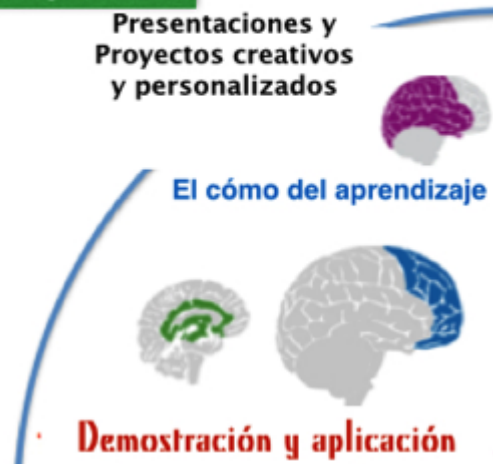 Presentaciones y
Proyectos creativos
y personalizados
El cómo del aprendizaje
Demostración y aplicación